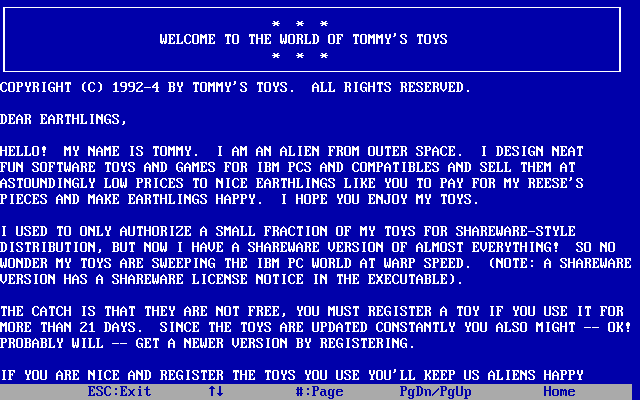 * * *
WELCOME TO THE WORLD OF TOMMY'S TOYS
* * *
COPYRIGHT (C) 1992-4 BY TOMMY'S TOYS.  ALL RIGHTS RESERVED.
DEAR EARTHLINGS,
HELLO!  MY NAME IS TOMMY.  I AM AN ALIEN FROM OUTER SPACE.  I DESIGN NEAT
FUN SOFTWARE TOYS AND GAMES FOR IBM PCS AND COMPATIBLES AND SELL THEM AT
ASTOUNDINGLY LOW PRICES TO NICE EARTHLINGS LIKE YOU TO PAY FOR MY REESE'S
PIECES AND MAKE EARTHLINGS HAPPY.  I HOPE YOU ENJOY MY TOYS.
I USED TO ONLY AUTHORIZE A SMALL FRACTION OF MY TOYS FOR SHAREWARE-STYLE
DISTRIBUTION, BUT NOW I HAVE A SHAREWARE VERSION OF ALMOST EVERYTHING!  SO NO
WONDER MY TOYS ARE SWEEPING THE IBM PC WORLD AT WARP SPEED.  (NOTE: A SHAREWARE
VERSION HAS A SHAREWARE LICENSE NOTICE IN THE EXECUTABLE).
THE CATCH IS THAT THEY ARE NOT FREE, YOU MUST REGISTER A TOY IF YOU USE IT FOR
MORE THAN 21 DAYS.  SINCE THE TOYS ARE UPDATED CONSTANTLY YOU ALSO MIGHT -- OK!
PROBABLY WILL -- GET A NEWER VERSION BY REGISTERING.
IF YOU ARE NICE AND REGISTER THE TOYS YOU USE YOU'LL KEEP US ALIENS HAPPY
ESC:Exit  ↑↓  #:Page  PgDn/PgUp  Home